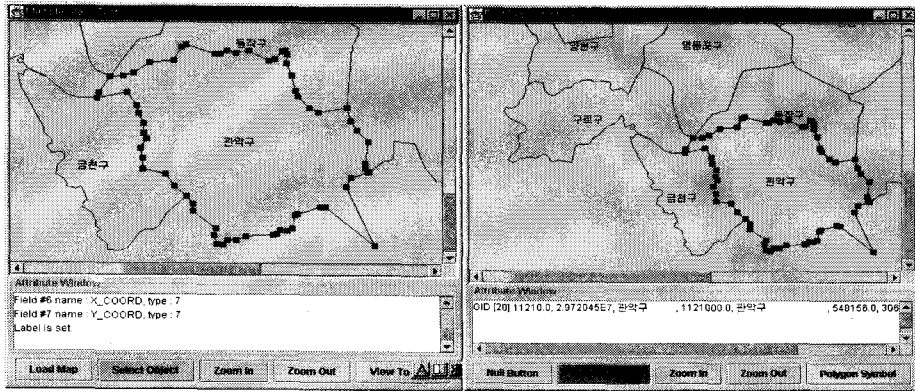 동작구
관악구
금천구
Attribute Window
Field #6 name : X_COORD, type : 7
Field #7 name : Y_COORD, type : 7
Label is set.
Load Map
Select Object
Zoom In
Zoom Out
View To
양천구
영등포구
구로구
동작구
관악구
금천구
Attribute Window
GID [20] 11210.0, 2.972045E7, 관악구 , 1121000.0, 관악구 , 548156.0, 306
Null Button
Zoom In
Zoom Out
Polygon Symbol